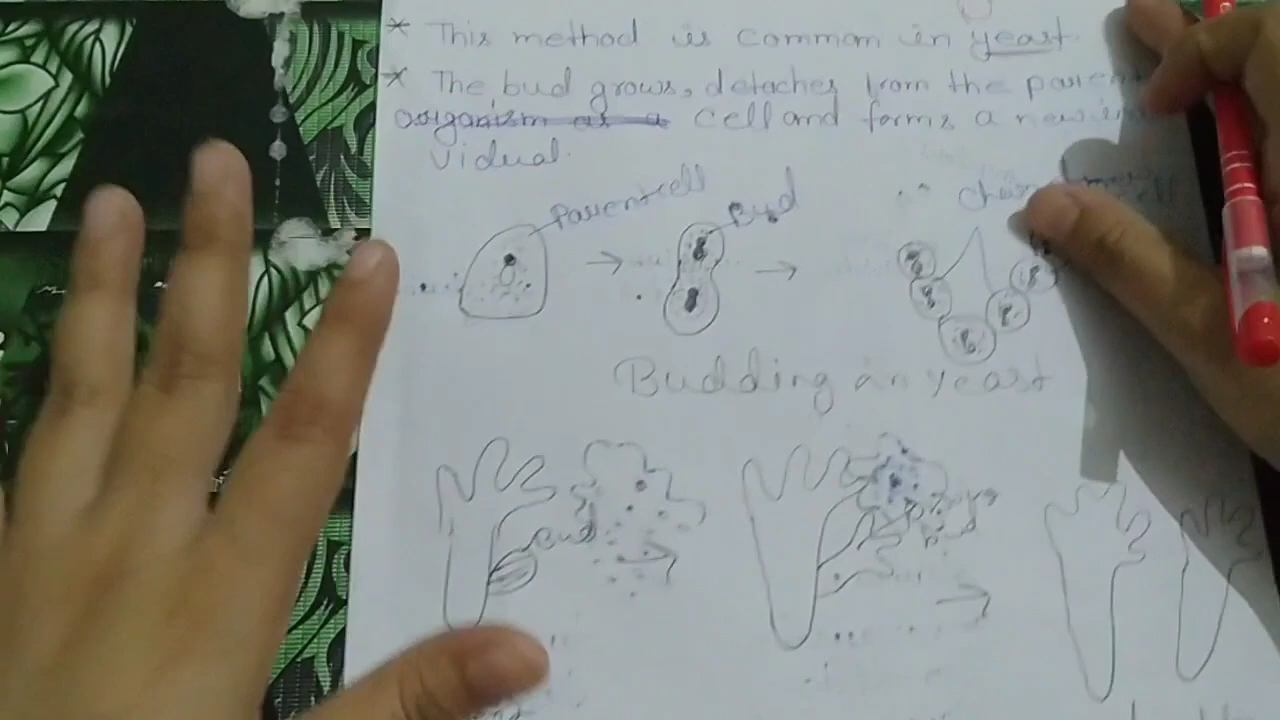 * This method is common in yeast.
* The bud grows, detaches from the paren
organism as a cell and forms a new in
vidual.
Parent cell
Bud
Budding in yeast
Bud